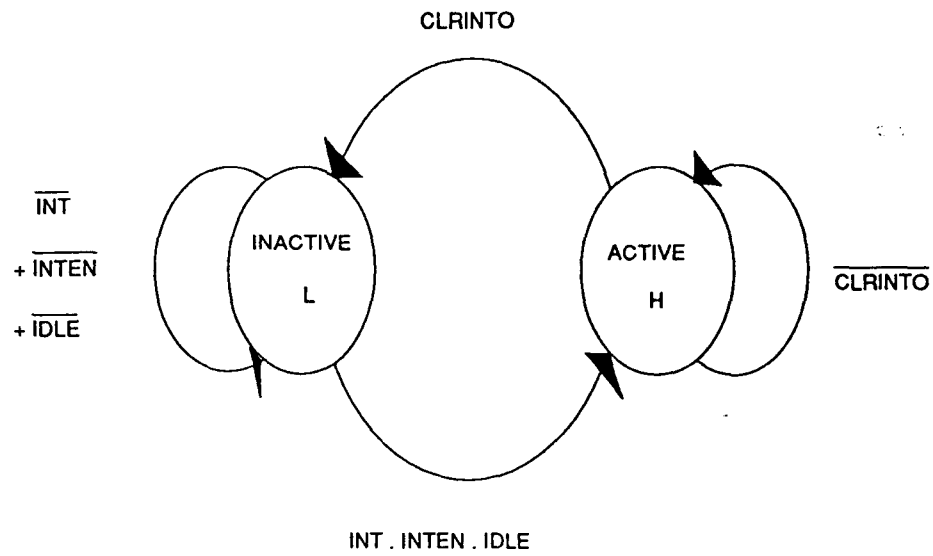 CLRINTO
INT
+ INTEN
+ IDLE
INACTIVE
L
ACTIVE
H
CLRINTO
INT . INTEN . IDLE